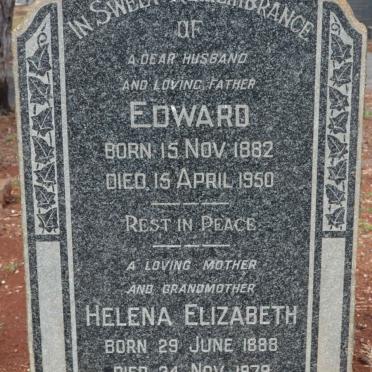 IN SWEET REMEMBRANCE
OF
A DEAR HUSBAND
AND LOVING FATHER
EDWARD
BORN 15 NOV. 1882
DIED 15 APRIL 1950
REST IN PEACE
A LOVING MOTHER
AND GRANDMOTHER
HELENA ELIZABETH
BORN 29 JUNE 1888
DIED 24 NOV. 1979